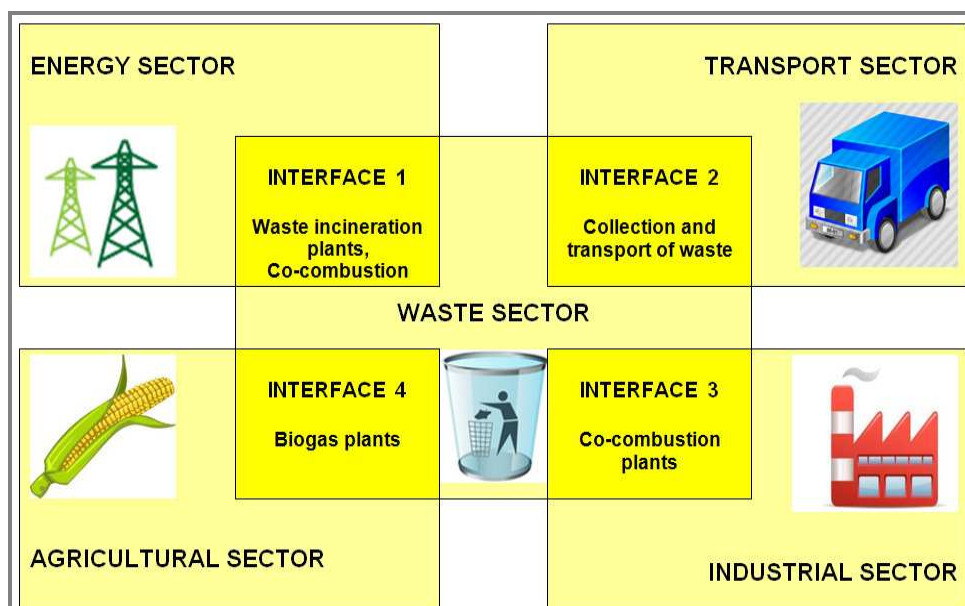 ENERGY SECTOR
TRANSPORT SECTOR
INTERFACE 1
Waste incineration
plants,
Co-combustion
INTERFACE 2
Collection and
transport of waste
WASTE SECTOR
INTERFACE 4
Biogas plants
INTERFACE 3
Co-combustion
plants
AGRICULTURAL SECTOR
INDUSTRIAL SECTOR